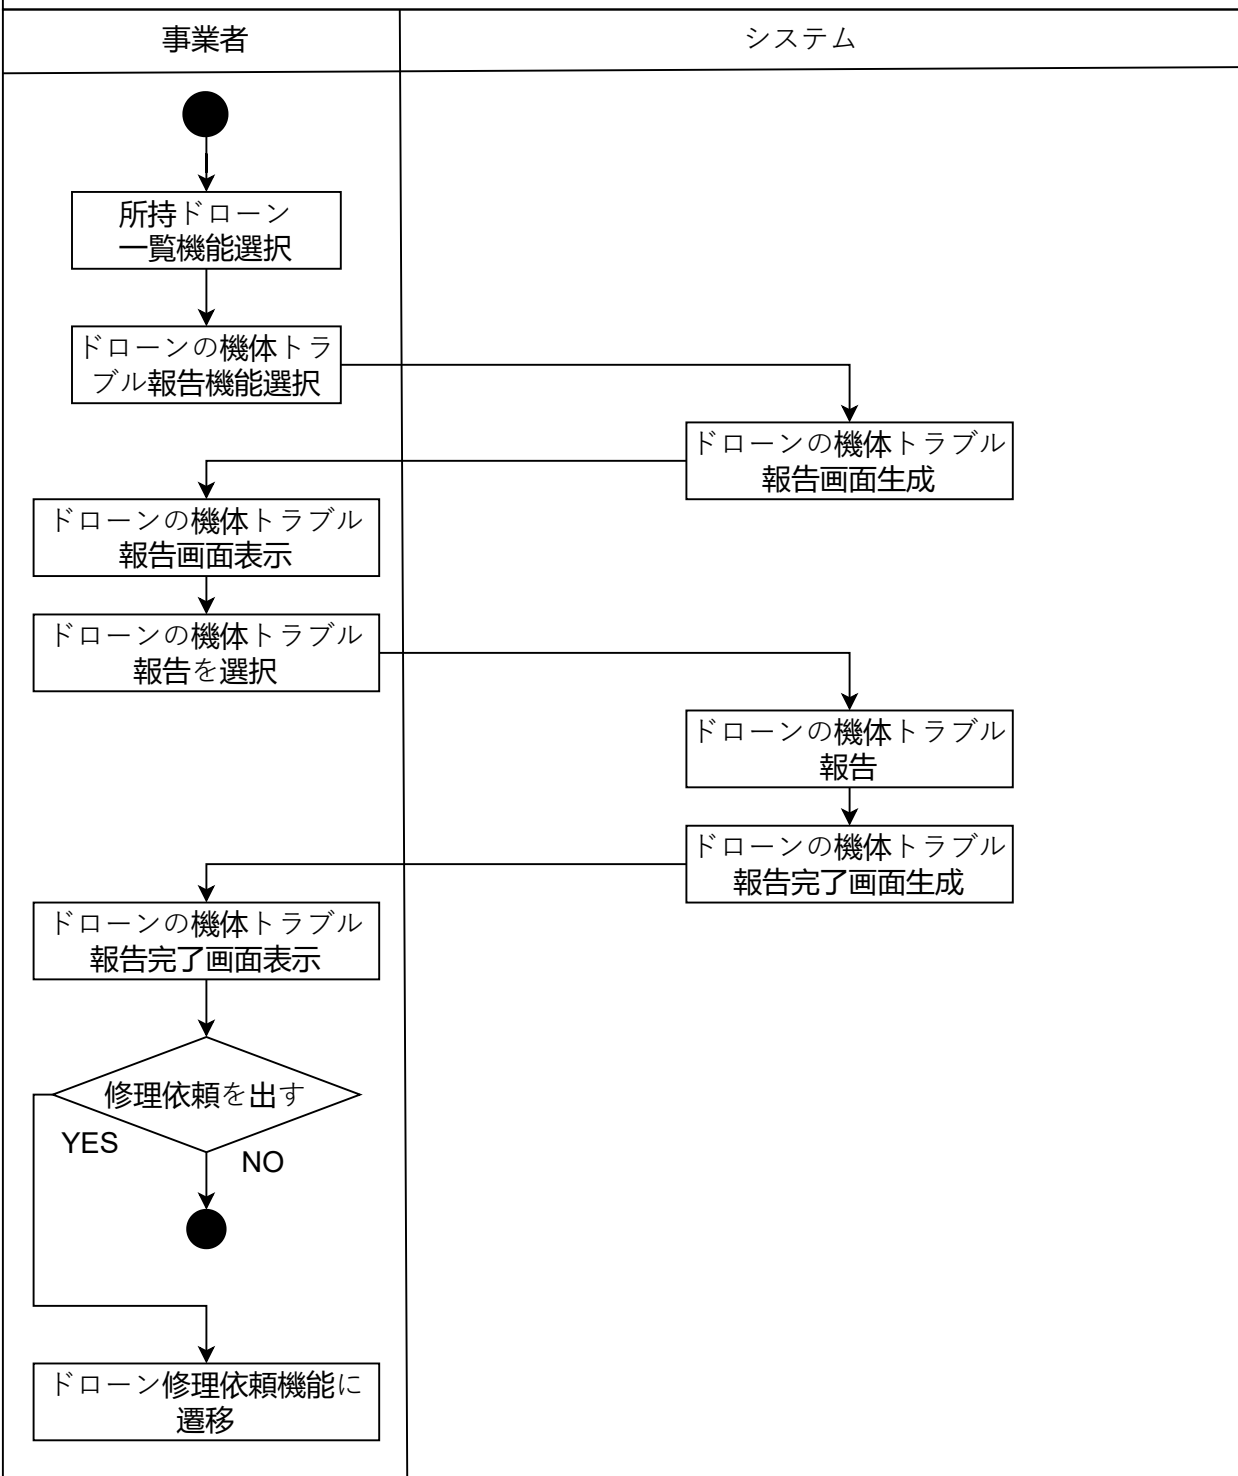 事業者
システム
所持ドローン
一覧機能選択
ドローンの機体トラ
ブル報告機能選択
ドローンの機体トラブル
報告画面生成
ドローンの機体トラブル
報告画面表示
ドローンの機体トラブル
報告を選択
ドローンの機体トラブル
報告
ドローンの機体トラブル
報告完了画面生成
ドローンの機体トラブル
報告完了画面表示
修理依頼を出す
YES
NO
ドローン修理依頼機能に
遷移